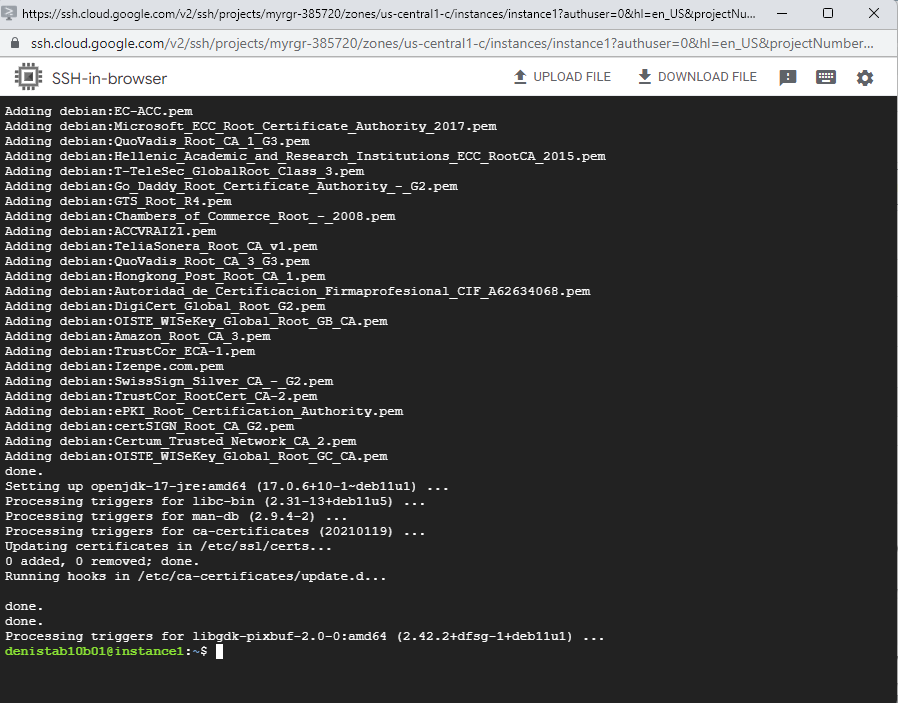 https://ssh.cloud.google.com/v2/ssh/projects/myrgr-385720/zones/us-central1-c/instances/instance1?authuser=0&hl=en_US&projectNu...
ssh.cloud.google.com/v2/ssh/projects/myrgr-385720/zones/us-central1-c/instances/instance1?authuser=0&hl=en_US&projectNumber...
SSH-in-browser UPLOAD FILE DOWNLOAD FILE
Adding debian:EC-ACC.pem
Adding debian:Microsoft_ECC_Root_Certificate_Authority_2017.pem
Adding debian:QuoVadis_Root_CA_1_G3.pem
Adding debian:Hellenic_Academic_and_Research_Institutions_ECC_RootCA_2015.pem
Adding debian:T-TeleSec_GlobalRoot_Class_3.pem
Adding debian:Go_Daddy_Root_Certificate_Authority_-_G2.pem
Adding debian:GTS_Root_R4.pem
Adding debian:Chambers_of_Commerce_Root_-_2008.pem
Adding debian:ACCVRAIZ1.pem
Adding debian:TeliaSonera_Root_CA_v1.pem
Adding debian:QuoVadis_Root_CA_3_G3.pem
Adding debian:Hongkong_Post_Root_CA_1.pem
Adding debian:Autoridad_de_Certificacion_Firmaprofesional_CIF_A62634068.pem
Adding debian:DigiCert_Global_Root_G2.pem
Adding debian:OISTE_WISeKey_Global_Root_GB_CA.pem
Adding debian:Amazon_Root_CA_3.pem
Adding debian:TrustCor_ECA-1.pem
Adding debian:Izenpe.com.pem
Adding debian:SwissSign_Silver_CA_-_G2.pem
Adding debian:TrustCor_RootCert_CA-2.pem
Adding debian:ePKI_Root_Certification_Authority.pem
Adding debian:certSIGN_Root_CA_G2.pem
Adding debian:Certum_Trusted_Network_CA_2.pem
Adding debian:OISTE_WISeKey_Global_Root_GC_CA.pem
done.
Setting up openjdk-17-jre:amd64 (17.0.6+10-1~deb11u1) ...
Processing triggers for libc-bin (2.31-13+deb11u5) ...
Processing triggers for man-db (2.9.4-2) ...
Processing triggers for ca-certificates (20210119) ...
Updating certificates in /etc/ssl/certs...
0 added, 0 removed; done.
Running hooks in /etc/ca-certificates/update.d...
done.
done.
Processing triggers for libgdk-pixbuf-2.0-0:amd64 (2.42.2+dfsg-1+deb11u1) ...
denistab10b01@instance1:~$